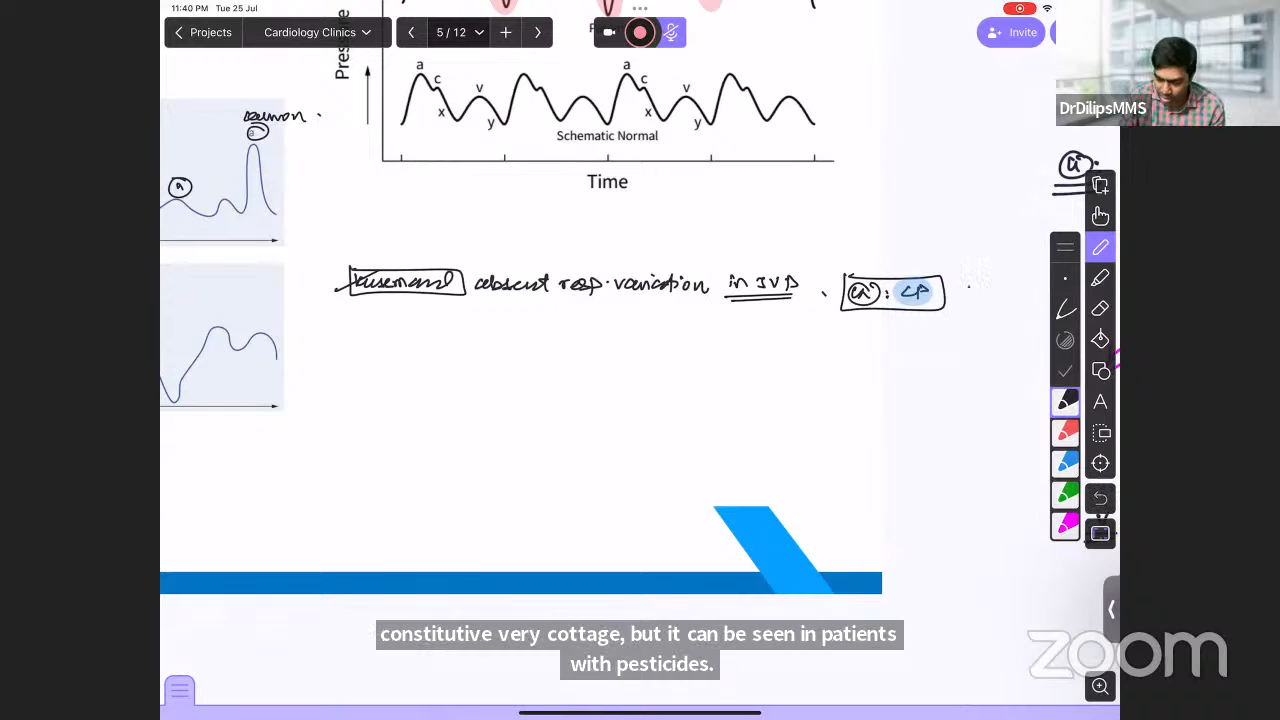 11:40 PM Tue 25 Jul
Projects
Cardiology Clinics
5 / 12
Invite
DrDilipsMMS
Pressure
a
c
v
x
y
a
c
v
x
y
Schematic Normal
Time
a
a
absent resp. variation in JVP
a : CP
a
A
constitutive very cottage, but it can be seen in patients
with pesticides.
zoom